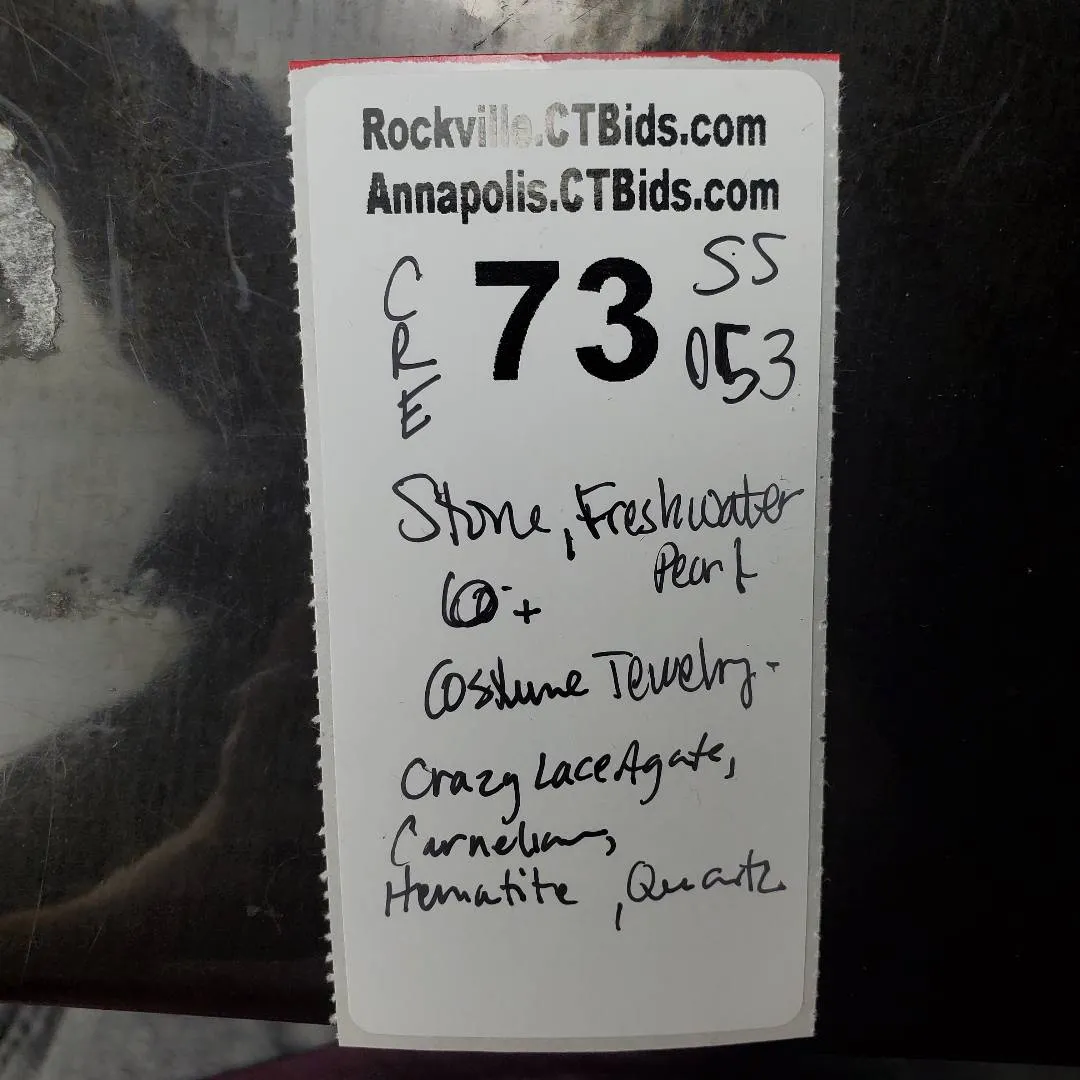 Rockville.CTBids.com
Annapolis.CTBids.com
CRE
73
SS
053
Stone, Freshwater
Pearl
+
Costume Jewelry -
Crazy Lace Agate,
Carnelian,
Hematite, Quartz